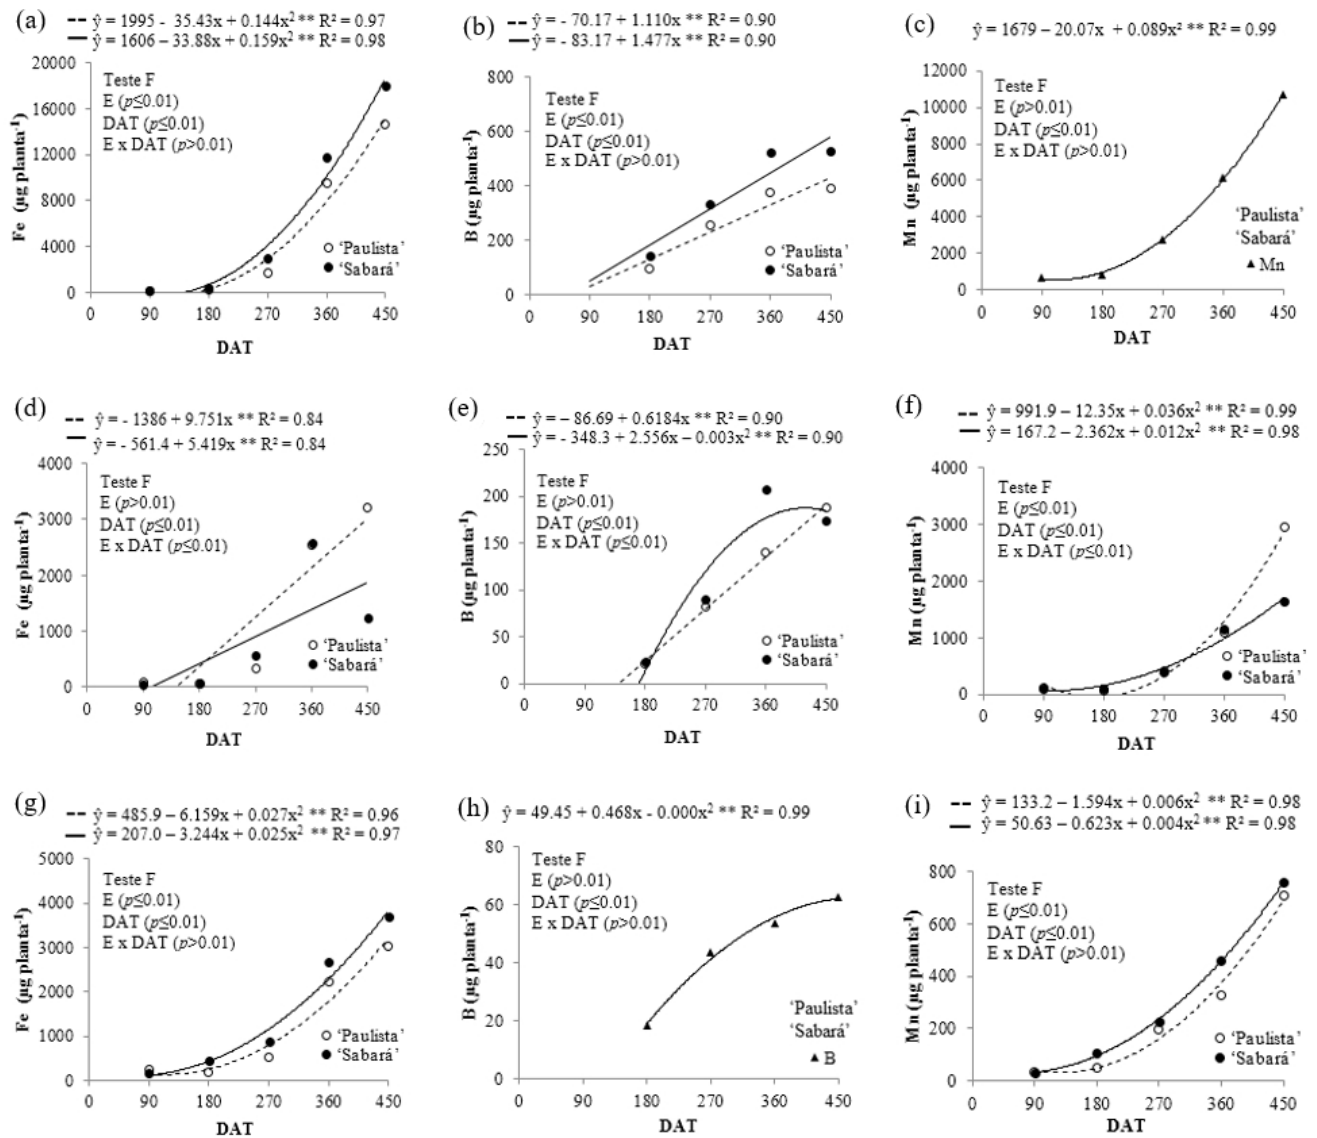 (a)
ŷ = 1995 - 35.43x + 0.144x² ** R² = 0.97
ŷ = 1606 – 33.88x + 0.159x² ** R² = 0.98
Fe (µg planta⁻¹)
20000
16000
12000
8000
4000
0
Teste F
E (p≤0.01)
DAT (p≤0.01)
E x DAT (p>0.01)
‘Paulista’
‘Sabará’
0 90 180 270 360 450
DAT
(b)
ŷ = - 70.17 + 1.110x ** R² = 0.90
ŷ = - 83.17 + 1.477x ** R² = 0.90
B (µg planta⁻¹)
800
600
400
200
0
Teste F
E (p≤0.01)
DAT (p≤0.01)
E x DAT (p>0.01)
‘Paulista’
‘Sabará’
0 90 180 270 360 450
DAT
(c)
ŷ = 1679 – 20.07x + 0.089x² ** R² = 0.99
Mn (µg planta⁻¹)
12000
10000
8000
6000
4000
2000
0
Teste F
E (p>0.01)
DAT (p≤0.01)
E x DAT (p>0.01)
‘Paulista’
‘Sabará’
Mn
0 90 180 270 360 450
DAT
(d)
ŷ = - 1386 + 9.751x ** R² = 0.84
ŷ = - 561.4 + 5.419x ** R² = 0.84
Fe (µg planta⁻¹)
4000
3000
2000
1000
0
Teste F
E (p>0.01)
DAT (p≤0.01)
E x DAT (p≤0.01)
‘Paulista’
‘Sabará’
0 90 180 270 360 450
DAT
(e)
ŷ = – 86.69 + 0.6184x ** R² = 0.90
ŷ = – 348.3 + 2.556x – 0.003x² ** R² = 0.90
B (µg planta⁻¹)
250
200
150
100
50
0
Teste F
E (p>0.01)
DAT (p≤0.01)
E x DAT (p≤0.01)
‘Paulista’
‘Sabará’
0 90 180 270 360 450
DAT
(f)
ŷ = 991.9 – 12.35x + 0.036x² ** R² = 0.99
ŷ = 167.2 – 2.362x + 0.012x² ** R² = 0.98
Mn (µg planta⁻¹)
4000
3000
2000
1000
0
Teste F
E (p≤0.01)
DAT (p≤0.01)
E x DAT (p≤0.01)
‘Paulista’
‘Sabará’
0 90 180 270 360 450
DAT
(g)
ŷ = 485.9 – 6.159x + 0.027x² ** R² = 0.96
ŷ = 207.0 – 3.244x + 0.025x² ** R² = 0.97
Fe (µg planta⁻¹)
5000
4000
3000
2000
1000
0
Teste F
E (p≤0.01)
DAT (p≤0.01)
E x DAT (p>0.01)
‘Paulista’
‘Sabará’
0 90 180 270 360 450
DAT
(h)
ŷ = 49.45 + 0.468x - 0.000x² ** R² = 0.99
B (µg planta⁻¹)
80
60
40
20
0
Teste F
E (p>0.01)
DAT (p≤0.01)
E x DAT (p>0.01)
‘Paulista’
‘Sabará’
B
0 90 180 270 360 450
DAT
(i)
ŷ = 133.2 – 1.594x + 0.006x² ** R² = 0.98
ŷ = 50.63 – 0.623x + 0.004x² ** R² = 0.98
Mn (µg planta⁻¹)
800
600
400
200
0
Teste F
E (p≤0.01)
DAT (p≤0.01)
E x DAT (p>0.01)
‘Paulista’
‘Sabará’
0 90 180 270 360 450
DAT